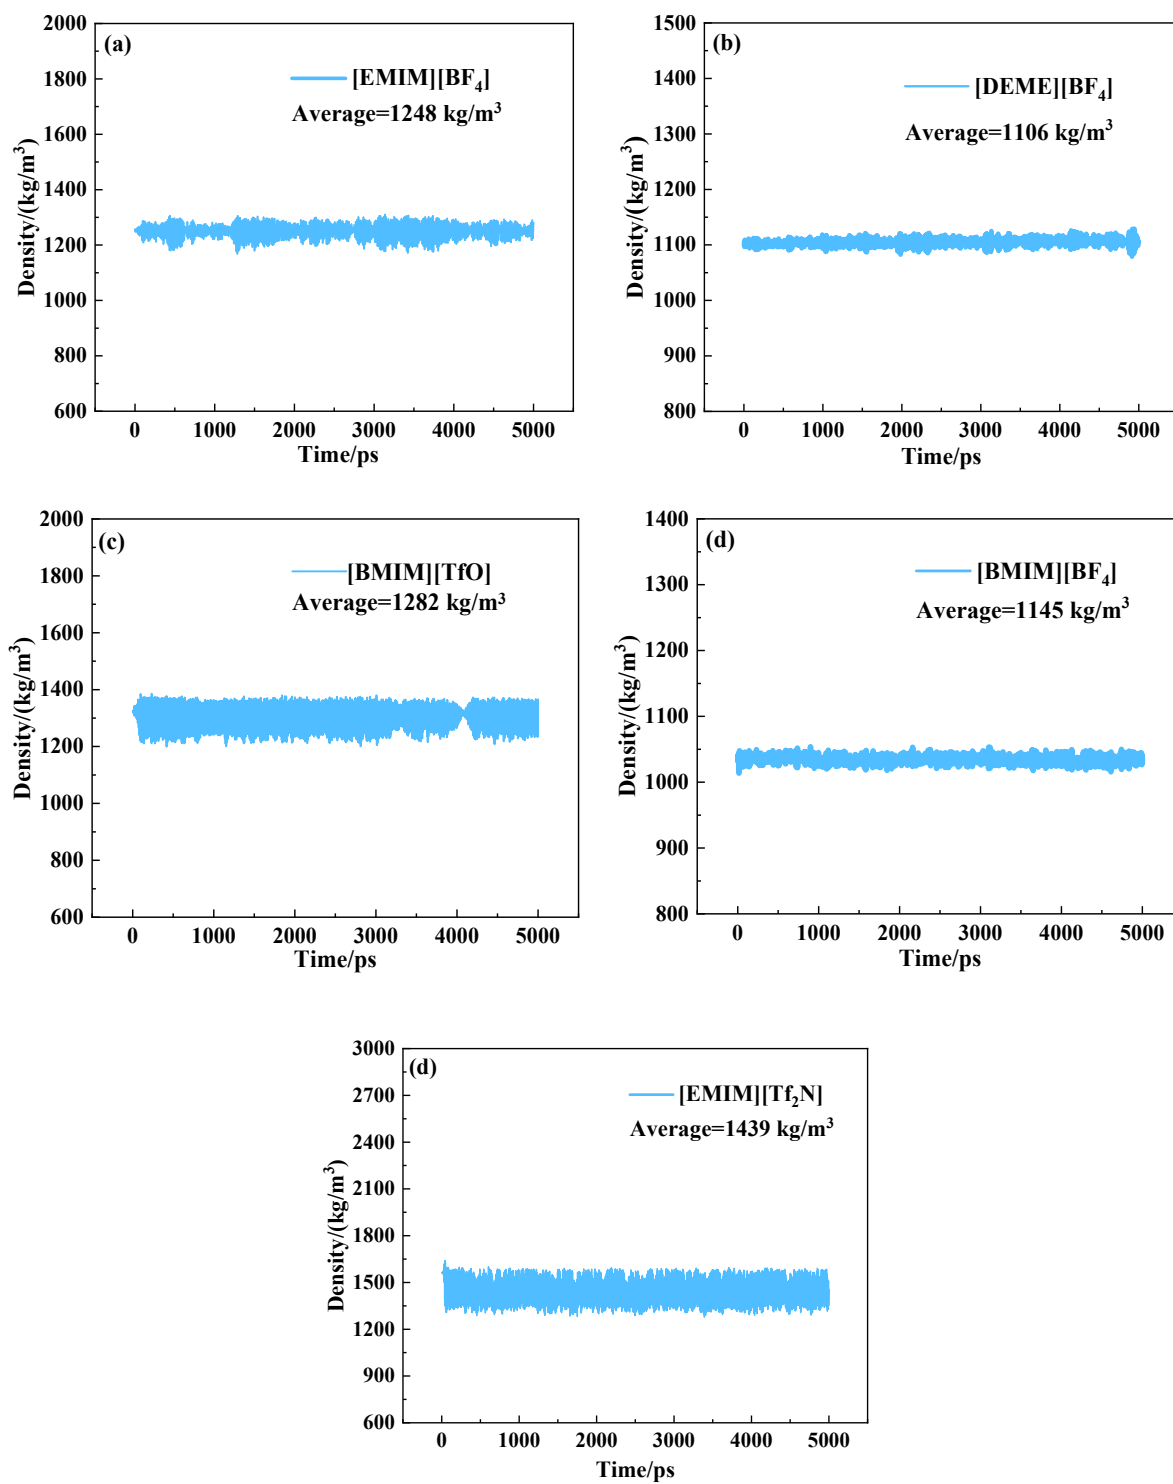 (a)
[EMIM][BF₄]
Average=1248 kg/m³
Density/(kg/m³)
2000
1800
1600
1400
1200
1000
800
600
0 1000 2000 3000 4000 5000
Time/ps
(b)
[DEME][BF₄]
Average=1106 kg/m³
Density/(kg/m³)
1500
1400
1300
1200
1100
1000
900
800
0 1000 2000 3000 4000 5000
Time/ps
(c)
[BMIM][TfO]
Average=1282 kg/m³
Density/(kg/m³)
2000
1800
1600
1400
1200
1000
800
600
0 1000 2000 3000 4000 5000
Time/ps
(d)
[BMIM][BF₄]
Average=1145 kg/m³
Density/(kg/m³)
1400
1300
1200
1100
1000
900
800
0 1000 2000 3000 4000 5000
Time/ps
(d)
[EMIM][Tf₂N]
Average=1439 kg/m³
Density/(kg/m³)
3000
2700
2400
2100
1800
1500
1200
900
600
0 1000 2000 3000 4000 5000
Time/ps